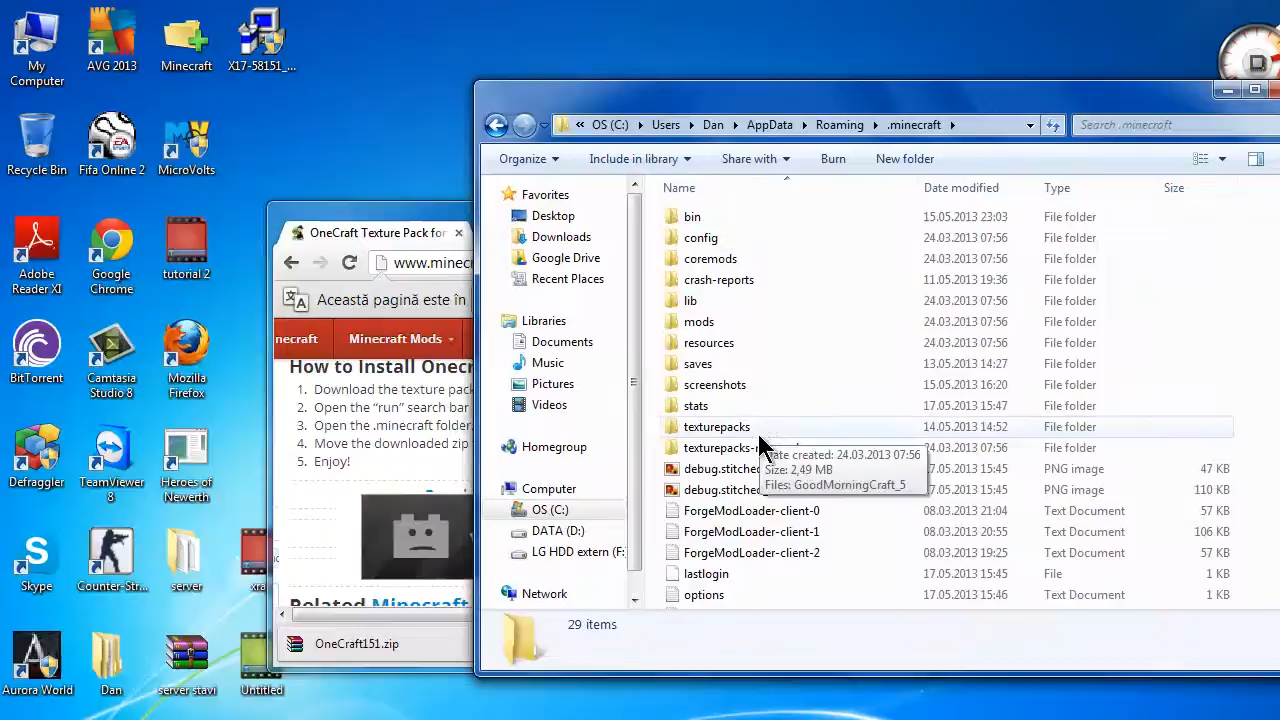 My Computer
AVG 2013
Minecraft
X17-58151_...
Recycle Bin
Fifa Online 2
MicroVolts
Adobe Reader XI
Google Chrome
tutorial 2
BitTorrent
Camtasia Studio 8
Mozilla Firefox
Defraggler
TeamViewer 8
Heroes of Newerth
Skype
Counter-Str...
server
xra
Aurora World
Dan
server stavi
Untitled
OneCraft Texture Pack for
www.minec
Această pagină este în
necraft
Minecraft Mods
How to Install Onecr
1. Download the texture pac
2. Open the “run” search bar
3. Open the .minecraft folder.
4. Move the downloaded zip
5. Enjoy!
Related Minecraft
OneCraft151.zip
« OS (C:) Users Dan AppData Roaming .minecraft
Search .minecraft
Organize Include in library Share with Burn New folder
Favorites
Desktop
Downloads
Google Drive
Recent Places
Libraries
Documents
Music
Pictures
Videos
Homegroup
Computer
OS (C:)
DATA (D:)
LG HDD extern (F:
Network
Name Date modified Type Size
bin 15.05.2013 23:03 File folder
config 24.03.2013 07:56 File folder
coremods 24.03.2013 07:56 File folder
crash-reports 11.05.2013 19:36 File folder
lib 24.03.2013 07:56 File folder
mods 24.03.2013 07:56 File folder
resources 24.03.2013 07:56 File folder
saves 13.05.2013 14:27 File folder
screenshots 15.05.2013 16:20 File folder
stats 17.05.2013 15:47 File folder
texturepacks 14.05.2013 14:52 File folder
texturepacks- 24.03.2013 07:56 File folder
debug.stitched 17.05.2013 15:45 PNG image 47 KB
debug.stitched 17.05.2013 15:45 PNG image 110 KB
ForgeModLoader-client-0 08.03.2013 21:04 Text Document 57 KB
ForgeModLoader-client-1 08.03.2013 20:55 Text Document 106 KB
ForgeModLoader-client-2 08.03.2013 19:25 Text Document 57 KB
lastlogin 17.05.2013 15:45 File 1 KB
options 17.05.2013 15:46 Text Document 1 KB
Date created: 24.03.2013 07:56
Size: 2,49 MB
Files: GoodMorningCraft_5
29 items